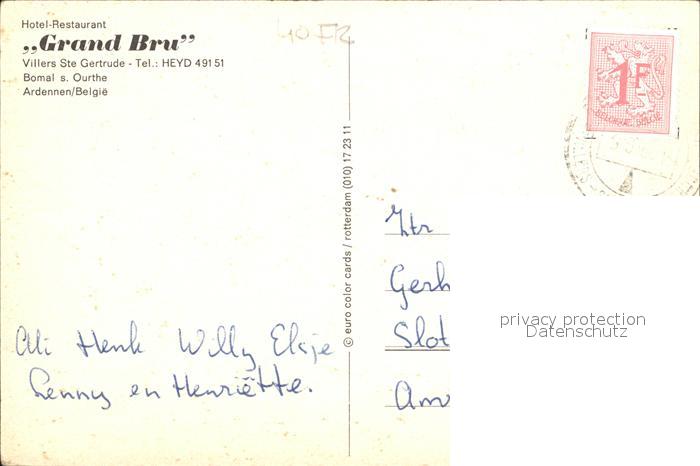 Hotel-Restaurant
„Grand Bru”
Villers Ste Gertrude - Tel.: HEYD 491 51
Bomal s. Ourthe
Ardennen/België
40 FR
© euro color cards / rotterdam (010) 17 23 11
1F
BELGIQUE-BELGIE
Gerh
Slot
Am
privacy protection
Datenschutz
Ali Henk Willy Elsje
Lenny en Henriëtte.